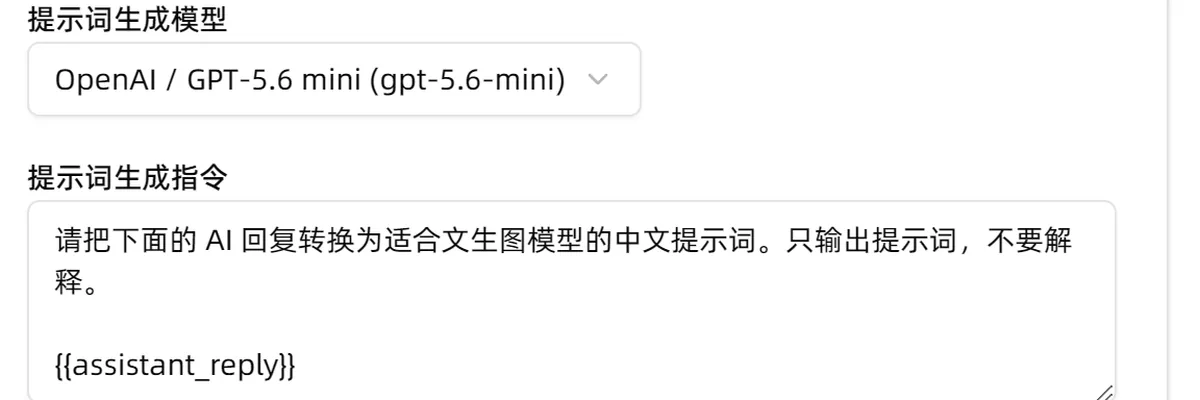 提示词生成模型
OpenAI / GPT-5.6 mini (gpt-5.6-mini)
提示词生成指令
请把下面的 AI 回复转换为适合文生图模型的中文提示词。只输出提示词，不要解
释。
{{assistant_reply}}